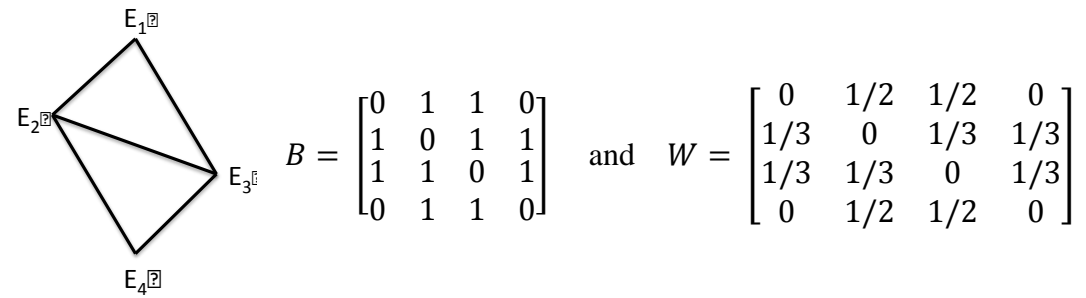 E₁⍰
E₂⍰
E₃⍰
E₄⍰
B = [0 1 1 0
1 0 1 1
1 1 0 1
0 1 1 0]
and
W = [0 1/2 1/2 0
1/3 0 1/3 1/3
1/3 1/3 0 1/3
0 1/2 1/2 0]